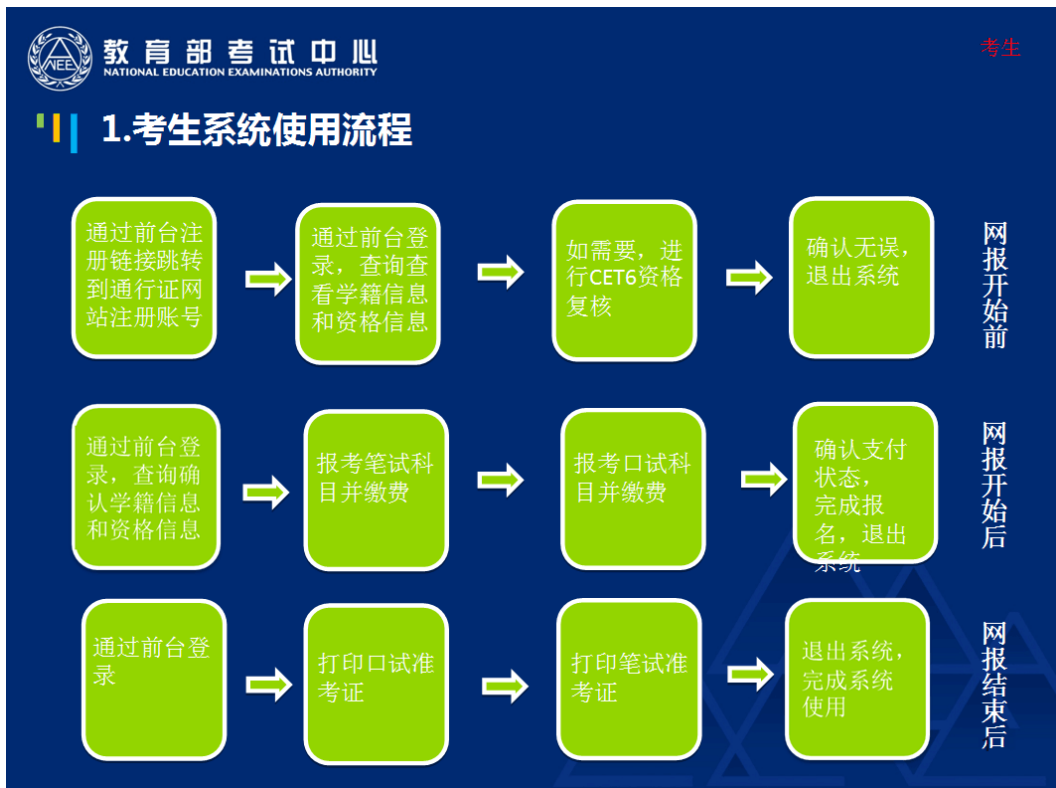 教育部考试中心
NATIONAL EDUCATION EXAMINATIONS AUTHORITY
NEEA
考生
1.考生系统使用流程
通过前台注
册链接跳转
到通行证网
站注册账号
通过前台登
录，查询查
看学籍信息
和资格信息
如需要，进
行CET6资格
复核
确认无误，
退出系统
网报开始前
通过前台登
录，查询确
认学籍信息
和资格信息
报考笔试科
目并缴费
报考口试科
目并缴费
确认支付
状态，
完成报
名，退出
系统
网报开始后
通过前台登
录
打印口试准
考证
打印笔试准
考证
退出系统，
完成系统
使用
网报结束后